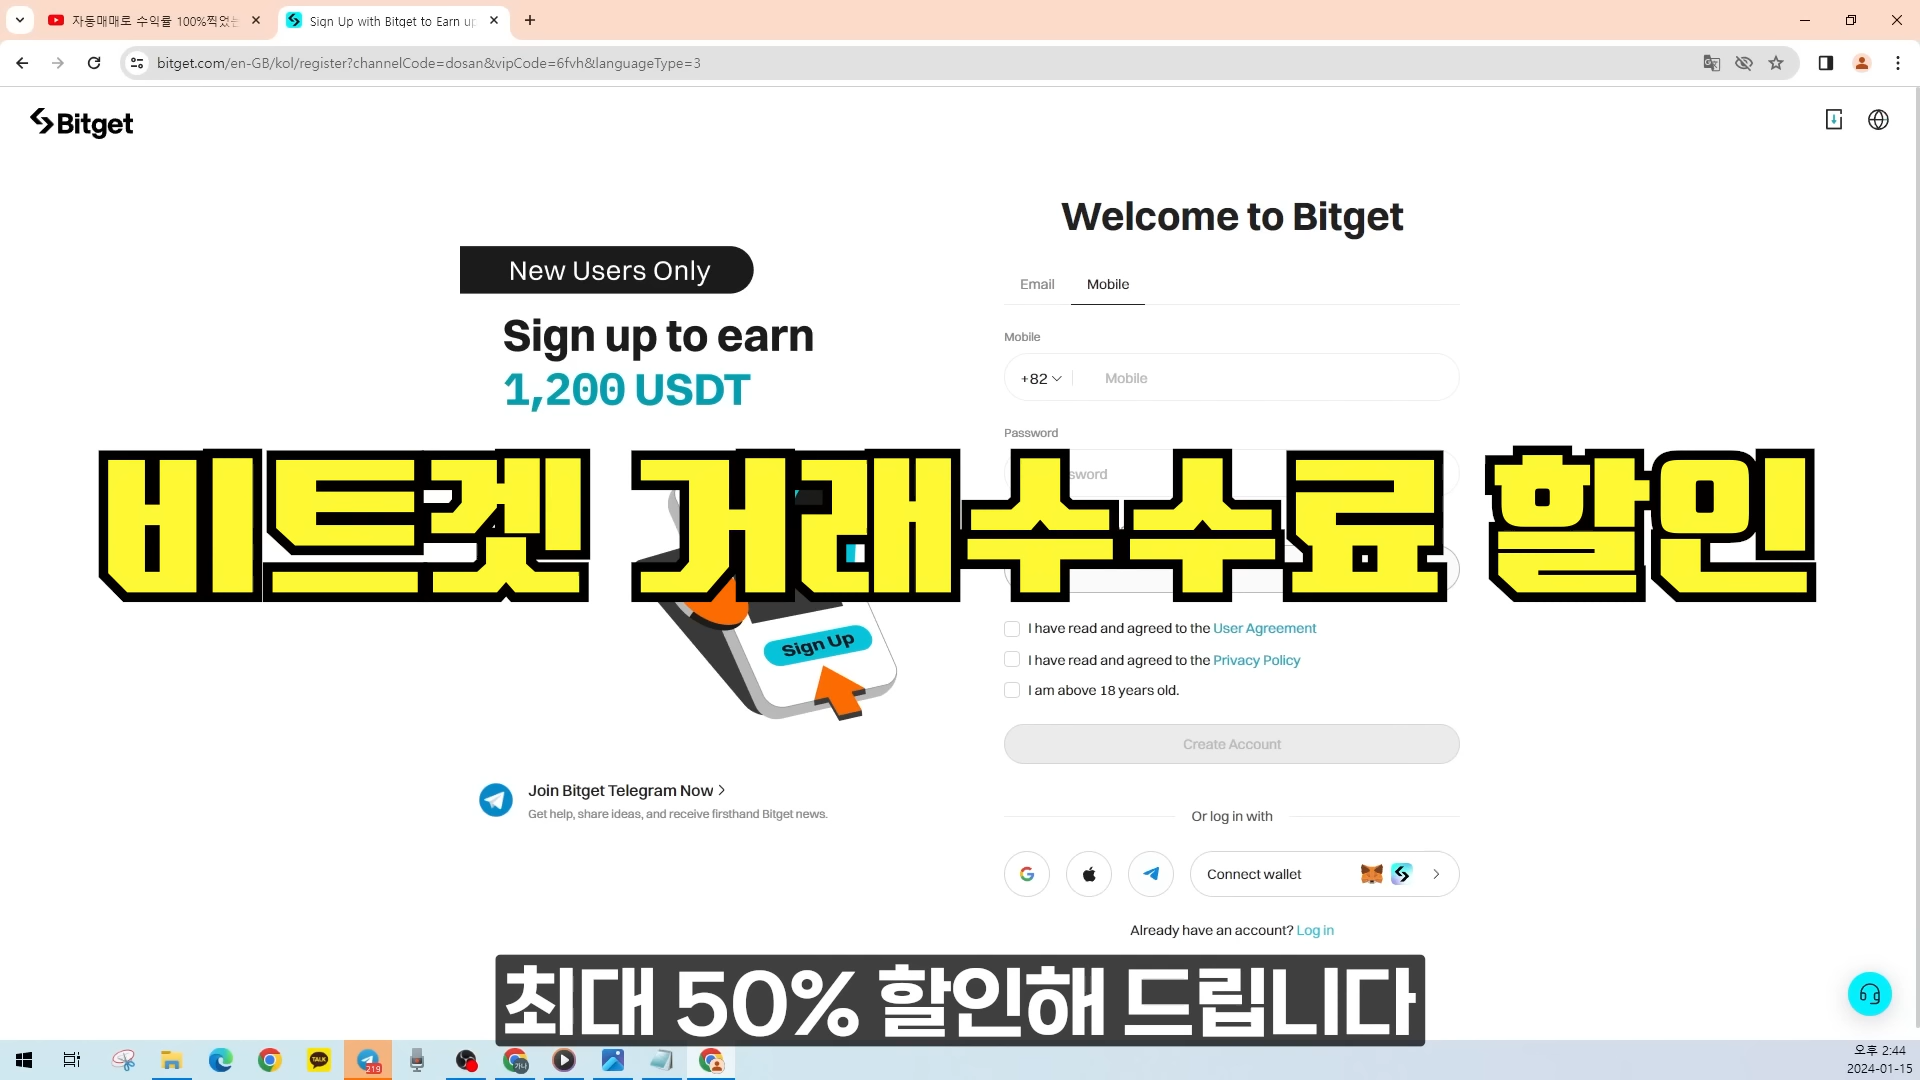 자동매매로 수익률 100%찍었는
Sign Up with Bitget to Earn up
bitget.com/en-GB/kol/register?channelCode=dosan&vipCode=6fvh&languageType=3
Bitget
Welcome to Bitget
New Users Only
Email
Mobile
Sign up to earn
1,200 USDT
Mobile
+82
Mobile
Password
sword
비트겟 거래수수료 할인
I have read and agreed to the User Agreement
I have read and agreed to the Privacy Policy
I am above 18 years old.
Sign Up
Create Account
Join Bitget Telegram Now >
Get help, share ideas, and receive firsthand Bitget news.
Or log in with
Connect wallet
Already have an account? Log in
최대 50% 할인해 드립니다
TALK
219
가나
오후 2:44
2024-01-15